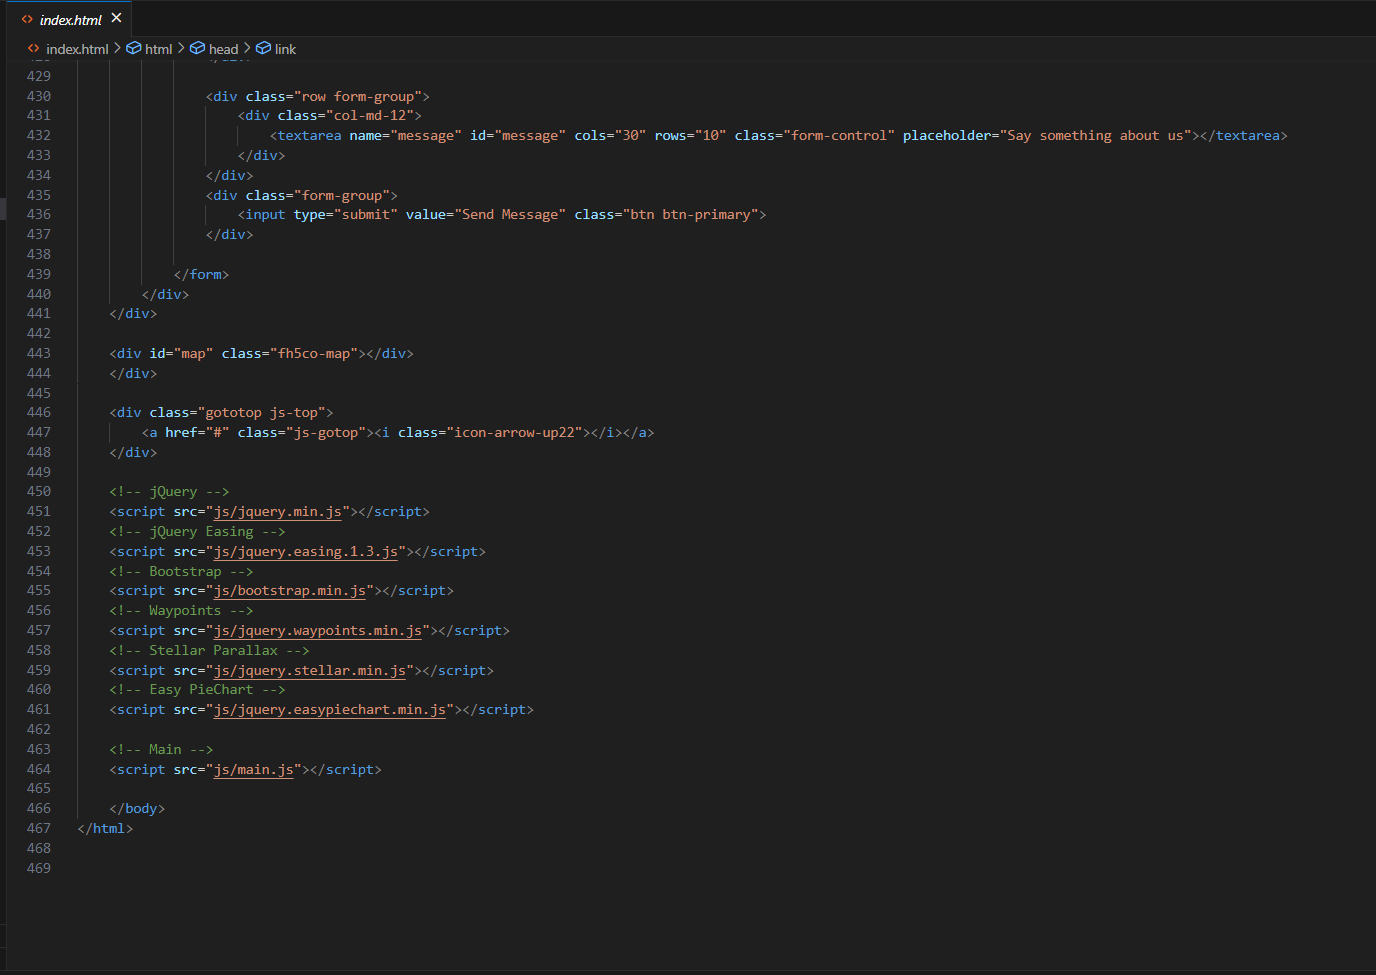 index.html
index.html > html > head > link
429
430 <div class="row form-group">
431 <div class="col-md-12">
432 <textarea name="message" id="message" cols="30" rows="10" class="form-control" placeholder="Say something about us"></textarea>
433 </div>
434 </div>
435 <div class="form-group">
436 <input type="submit" value="Send Message" class="btn btn-primary">
437 </div>
438
439 </form>
440 </div>
441 </div>
442
443 <div id="map" class="fh5co-map"></div>
444 </div>
445
446 <div class="gototop js-top">
447 <a href="#" class="js-gotop"><i class="icon-arrow-up22"></i></a>
448 </div>
449
450 <!-- jQuery -->
451 <script src="js/jquery.min.js"></script>
452 <!-- jQuery Easing -->
453 <script src="js/jquery.easing.1.3.js"></script>
454 <!-- Bootstrap -->
455 <script src="js/bootstrap.min.js"></script>
456 <!-- Waypoints -->
457 <script src="js/jquery.waypoints.min.js"></script>
458 <!-- Stellar Parallax -->
459 <script src="js/jquery.stellar.min.js"></script>
460 <!-- Easy PieChart -->
461 <script src="js/jquery.easypiechart.min.js"></script>
462
463 <!-- Main -->
464 <script src="js/main.js"></script>
465
466 </body>
467 </html>
468
469